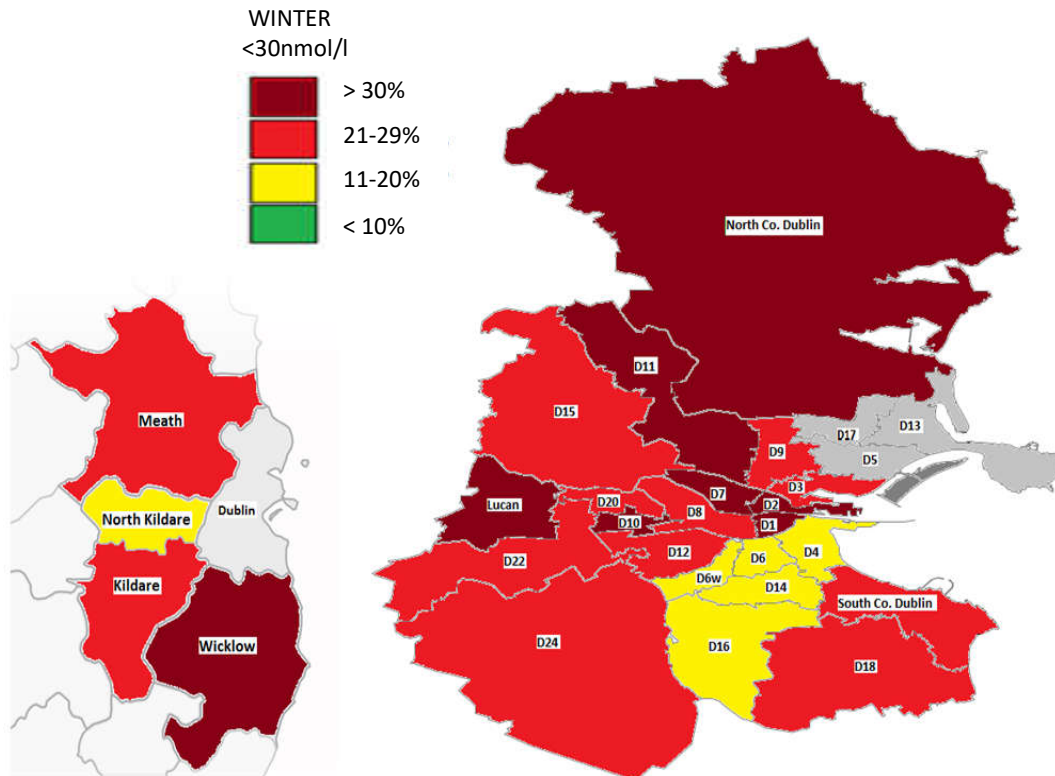 WINTER
<30nmol/l
> 30%
21-29%
11-20%
< 10%
North Co. Dublin
D11
D15
D17
D13
D5
D9
D3
Lucan
D20
D7
D2
D10
D8
D1
D22
D12
D6
D4
D6w
D14
South Co. Dublin
D24
D16
D18
Meath
North Kildare
Dublin
Kildare
Wicklow